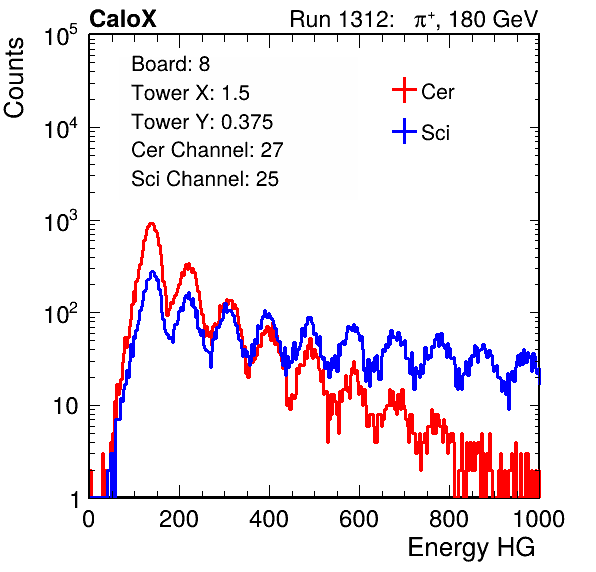 CaloX Run 1312: π⁺, 180 GeV
Board: 8
Tower X: 1.5
Tower Y: 0.375
Cer Channel: 27
Sci Channel: 25
Cer
Sci
Counts
10⁵
10⁴
10³
10²
10
1
0 200 400 600 800 1000
Energy HG